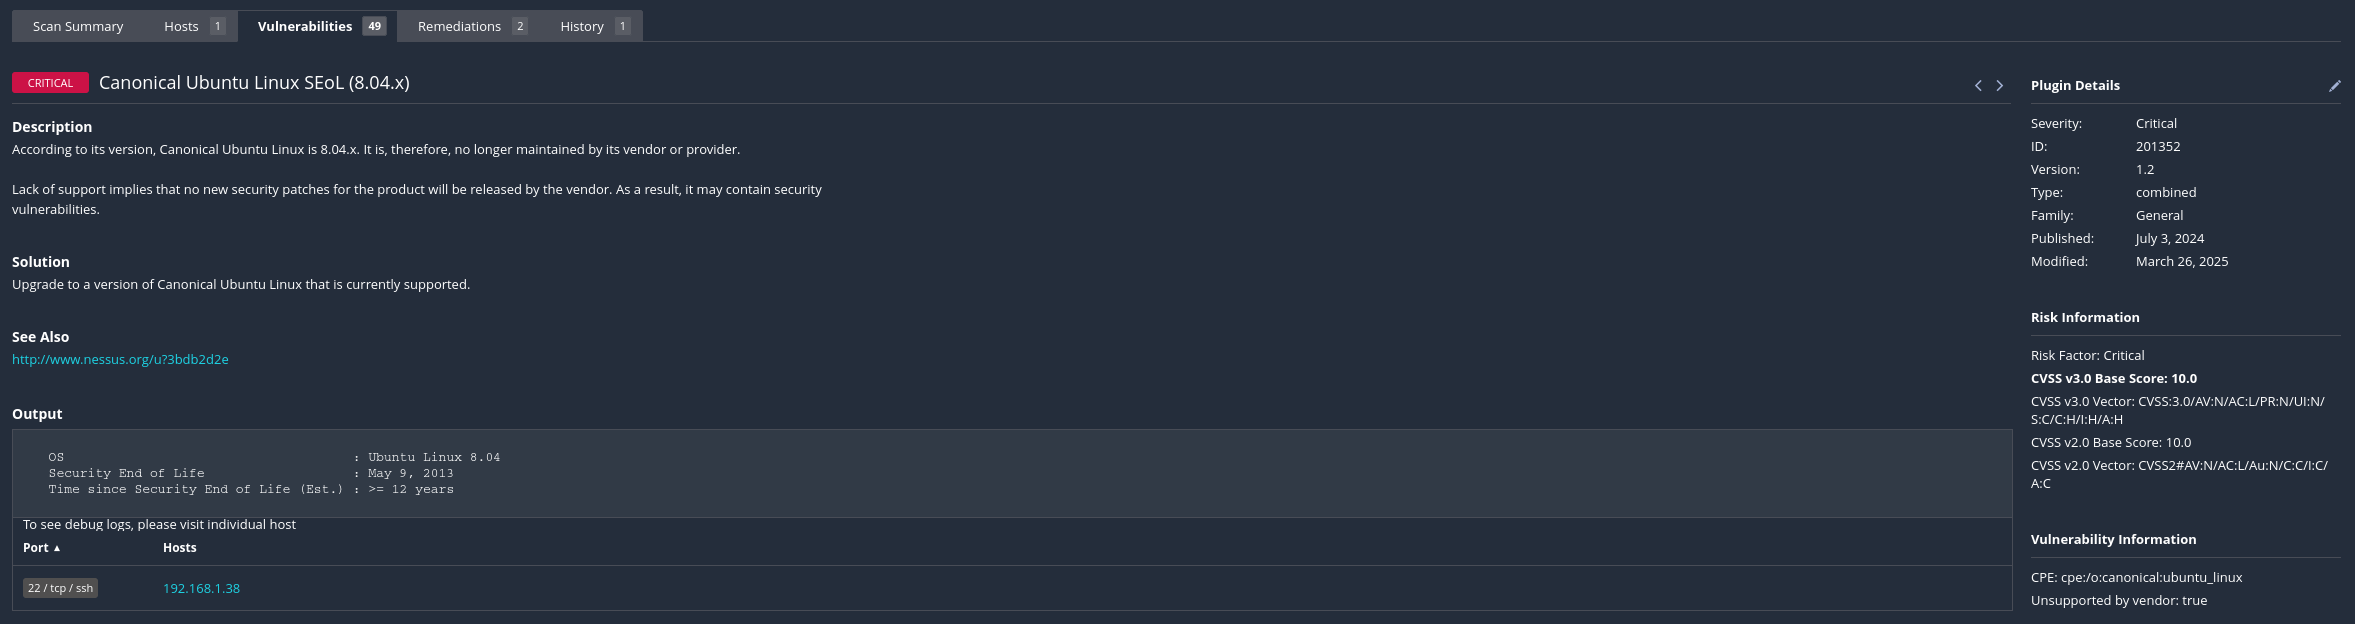 Scan Summary Hosts 1 Vulnerabilities 49 Remediations 2 History 1
CRITICAL Canonical Ubuntu Linux SEoL (8.04.x)
Description
According to its version, Canonical Ubuntu Linux is 8.04.x. It is, therefore, no longer maintained by its vendor or provider.
Lack of support implies that no new security patches for the product will be released by the vendor. As a result, it may contain security
vulnerabilities.
Solution
Upgrade to a version of Canonical Ubuntu Linux that is currently supported.
See Also
http://www.nessus.org/u?3bdb2d2e
Output
OS : Ubuntu Linux 8.04
Security End of Life : May 9, 2013
Time since Security End of Life (Est.) : >= 12 years
To see debug logs, please visit individual host
Port ▲ Hosts
22 / tcp / ssh 192.168.1.38
Plugin Details
Severity: Critical
ID: 201352
Version: 1.2
Type: combined
Family: General
Published: July 3, 2024
Modified: March 26, 2025
Risk Information
Risk Factor: Critical
CVSS v3.0 Base Score: 10.0
CVSS v3.0 Vector: CVSS:3.0/AV:N/AC:L/PR:N/UI:N/
S:C/C:H/I:H/A:H
CVSS v2.0 Base Score: 10.0
CVSS v2.0 Vector: CVSS2#AV:N/AC:L/Au:N/C:C/I:C/
A:C
Vulnerability Information
CPE: cpe:/o:canonical:ubuntu_linux
Unsupported by vendor: true